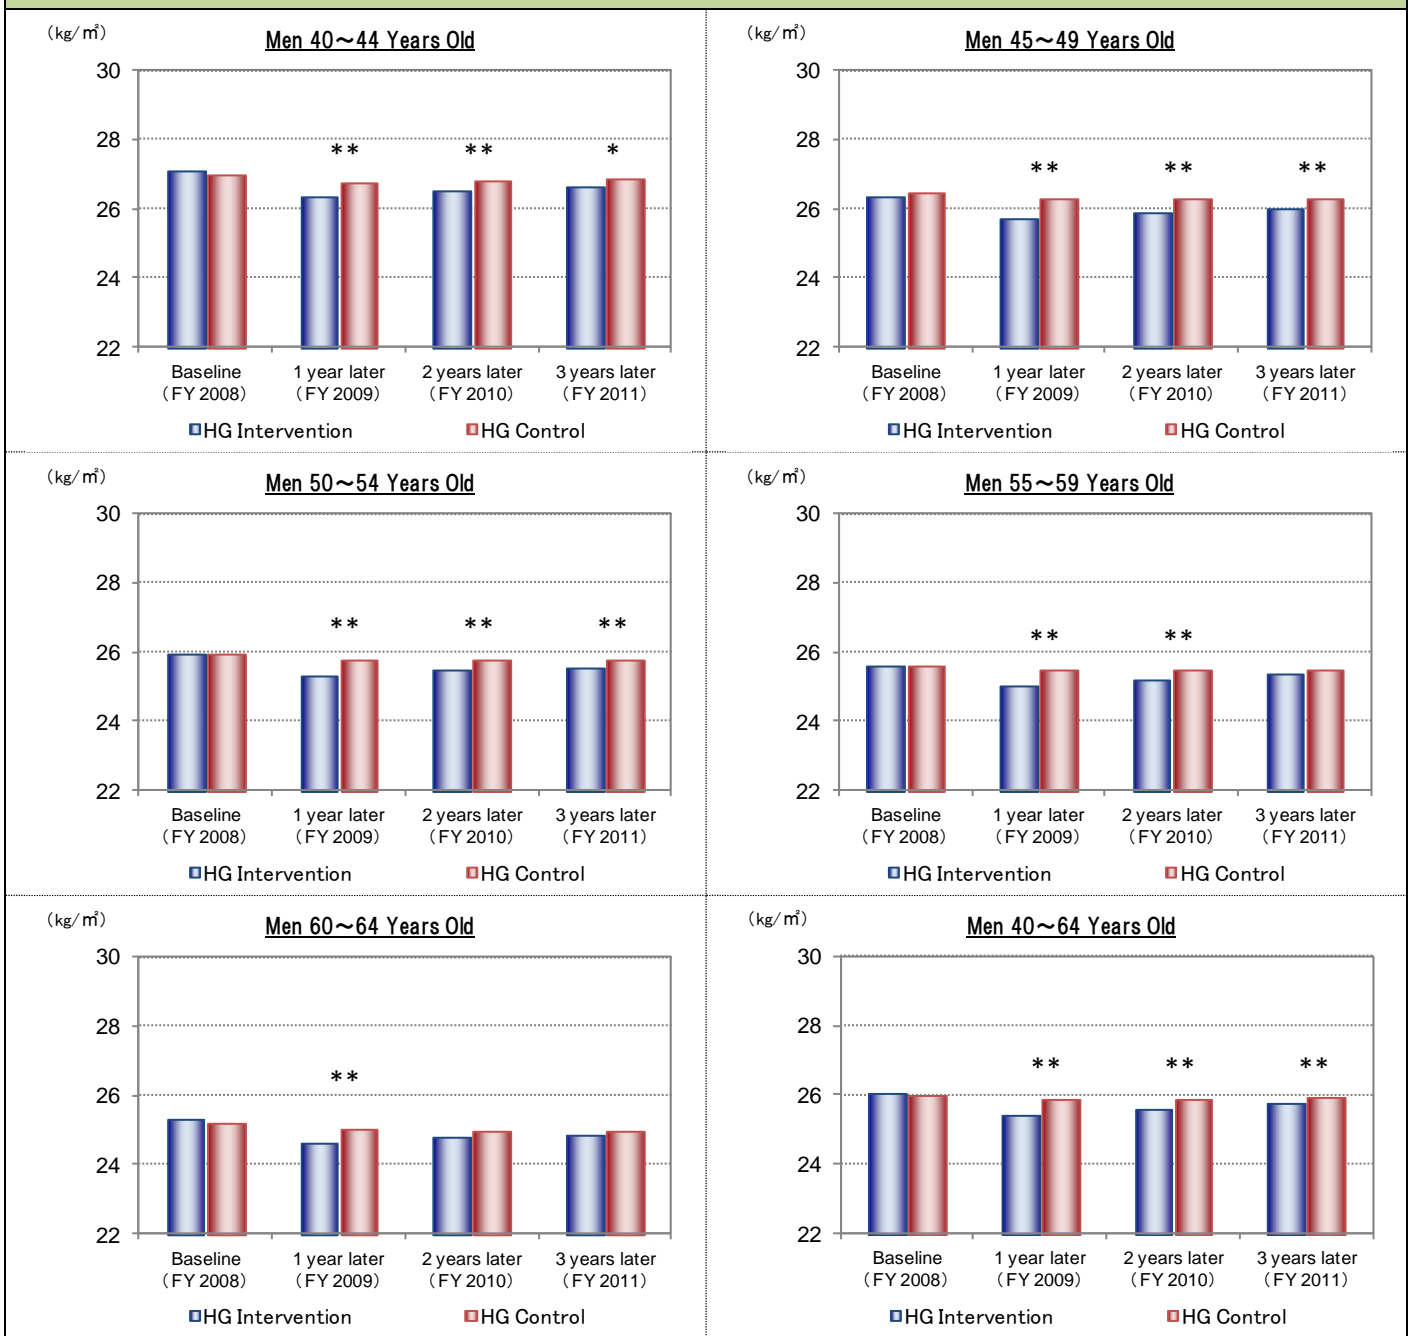 (kg/㎡)
Men 40～44 Years Old
30
28
26
24
22
** ** *
Baseline 1 year later 2 years later 3 years later
(FY 2008) (FY 2009) (FY 2010) (FY 2011)
HG Intervention HG Control
(kg/㎡)
Men 45～49 Years Old
30
28
26
24
22
** ** **
Baseline 1 year later 2 years later 3 years later
(FY 2008) (FY 2009) (FY 2010) (FY 2011)
HG Intervention HG Control
(kg/㎡)
Men 50～54 Years Old
30
28
26
24
22
** ** **
Baseline 1 year later 2 years later 3 years later
(FY 2008) (FY 2009) (FY 2010) (FY 2011)
HG Intervention HG Control
(kg/㎡)
Men 55～59 Years Old
30
28
26
24
22
** **
Baseline 1 year later 2 years later 3 years later
(FY 2008) (FY 2009) (FY 2010) (FY 2011)
HG Intervention HG Control
(kg/㎡)
Men 60～64 Years Old
30
28
26
24
22
**
Baseline 1 year later 2 years later 3 years later
(FY 2008) (FY 2009) (FY 2010) (FY 2011)
HG Intervention HG Control
(kg/㎡)
Men 40～64 Years Old
30
28
26
24
22
** ** **
Baseline 1 year later 2 years later 3 years later
(FY 2008) (FY 2009) (FY 2010) (FY 2011)
HG Intervention HG Control